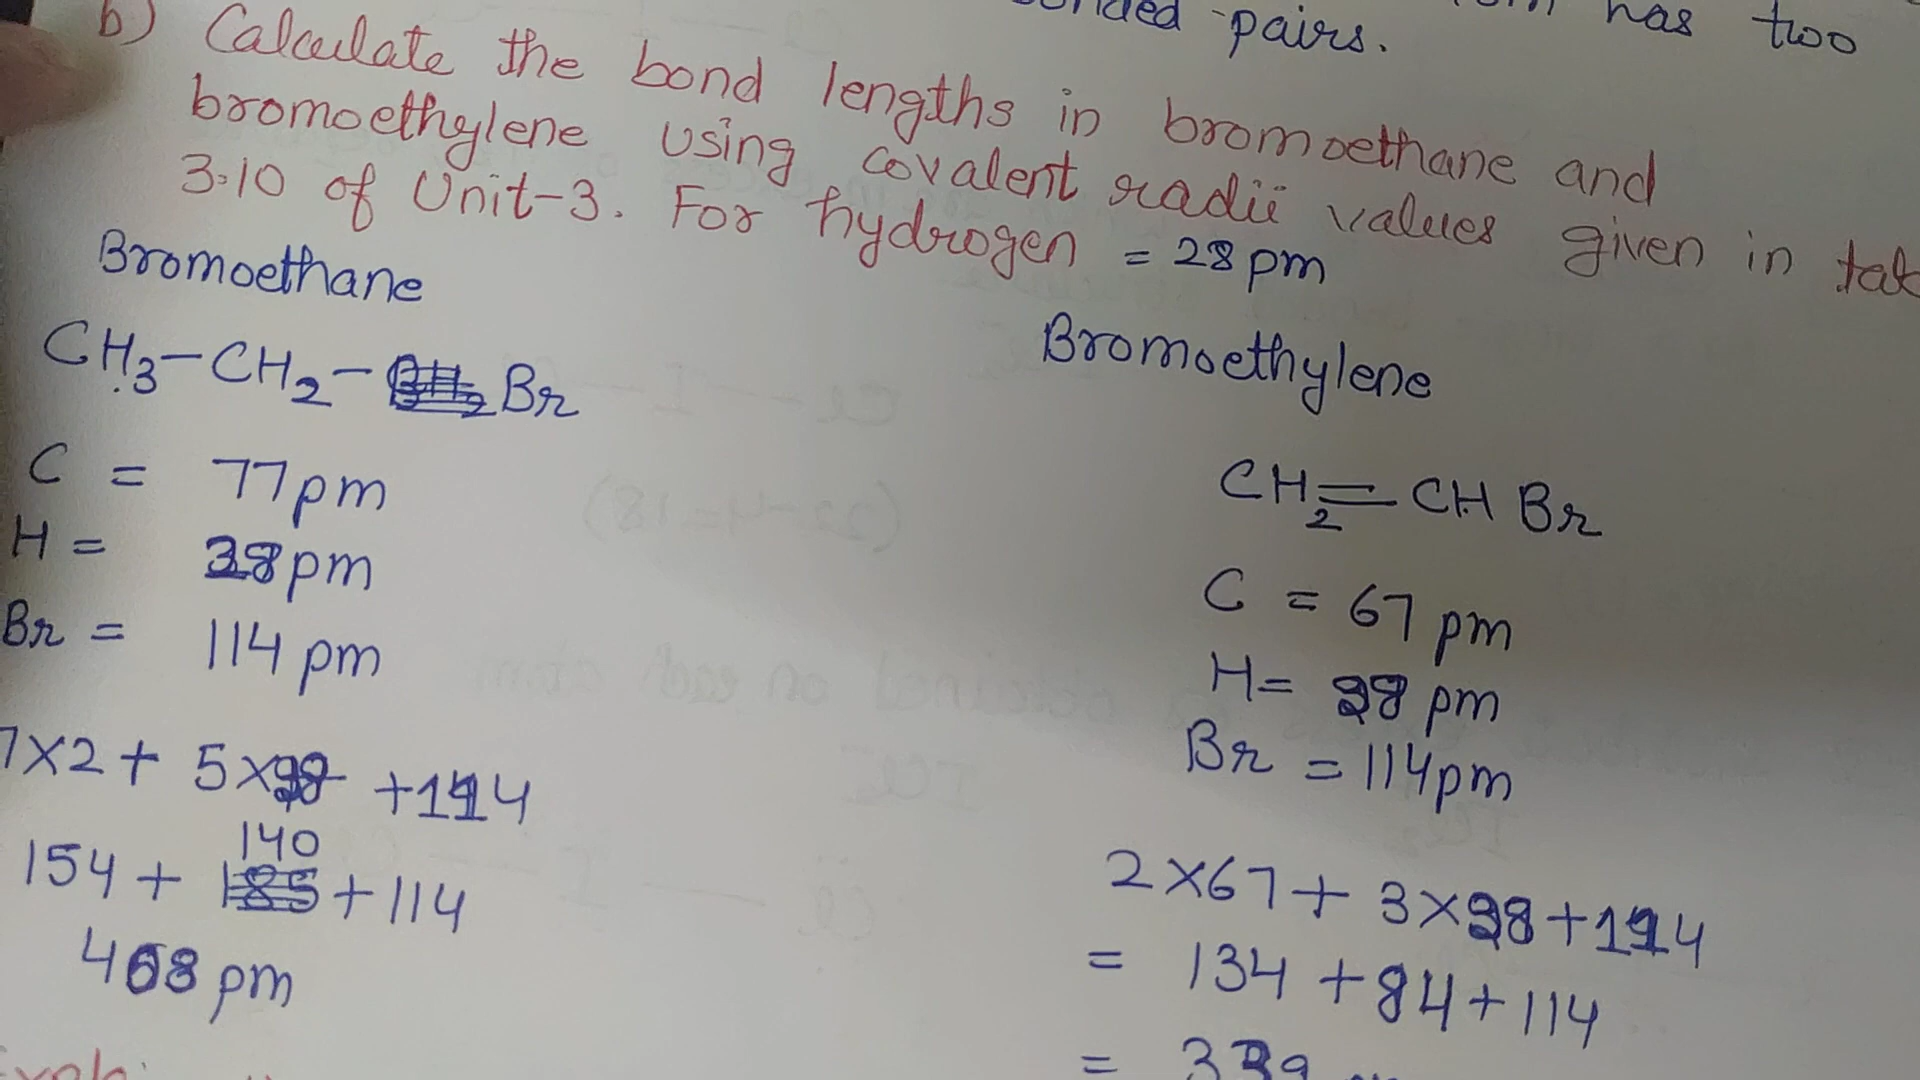 pairs. has two
b) Calculate the bond lengths in bromoethane and
bromoethylene using covalent radii values given in
3.10 of Unit-3. For hydrogen = 28 pm
Bromoethane
CH3-CH2- Br
C = 77pm
H = 28pm
Br = 114 pm
7x2+ 5x28 +114
140
154 + +114
408 pm
Bromoethylene
CH2=CH Br
C = 67 pm
H= 28 pm
Br = 114pm
2x67+ 3x28+114
= 134 +84+114
=